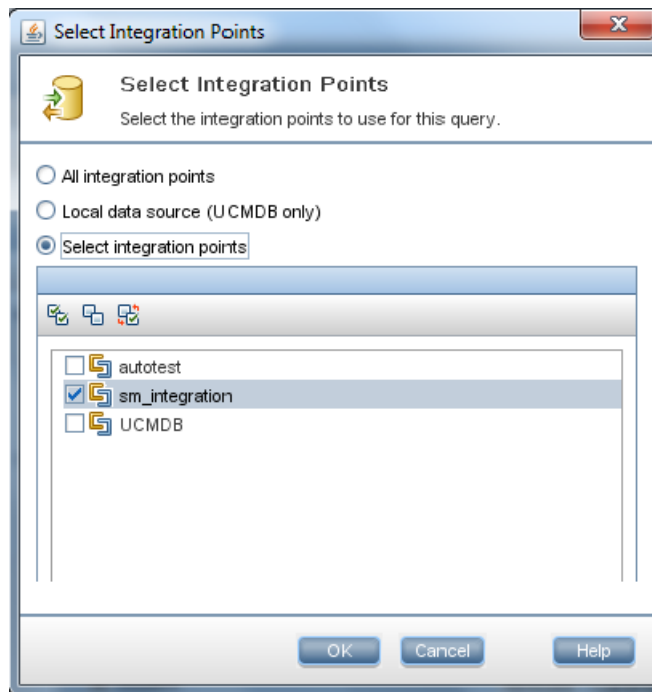 Select Integration Points
Select Integration Points
Select the integration points to use for this query.
All integration points
Local data source (UCMDB only)
Select integration points
autotest
sm_integration
UCMDB
OK Cancel Help